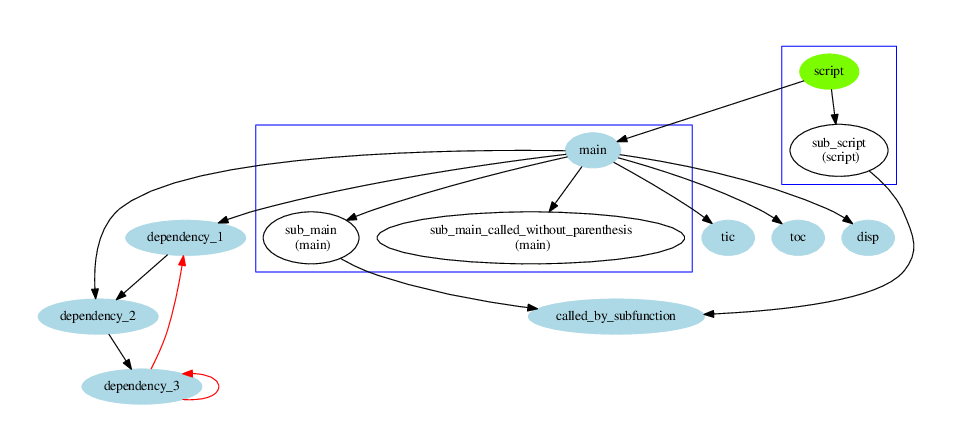 script
sub_script
(script)
main
dependency_1
sub_main
(main)
sub_main_called_without_parenthesis
(main)
tic
toc
disp
dependency_2
called_by_subfunction
dependency_3